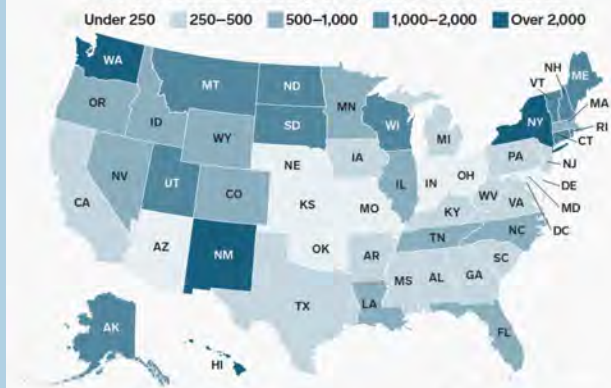 Under 250 250–500 500–1,000 1,000–2,000 Over 2,000
WA
MT
ND
MN
OR
ID
SD
WI
WY
MI
NY
VT
NH
ME
MA
RI
CT
NJ
DE
MD
DC
PA
NV
UT
CO
NE
IA
IL
IN
OH
WV
VA
CA
AZ
NM
KS
MO
KY
OK
AR
TN
NC
SC
TX
LA
MS
AL
GA
FL
AK
HI